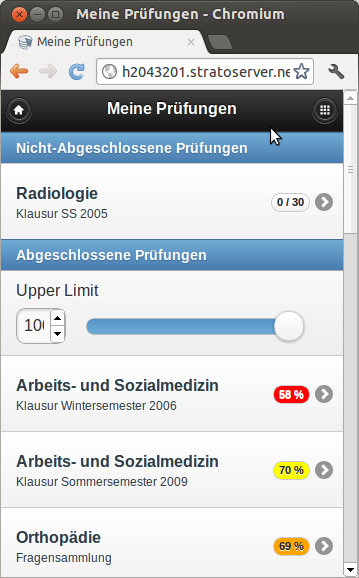 Meine Prüfungen - Chromium
Meine Prüfungen
h2043201.stratoserver.ne
Meine Prüfungen
Nicht-Abgeschlossene Prüfungen
Radiologie
Klausur SS 2005
0 / 30
Abgeschlossene Prüfungen
Upper Limit
100
Arbeits- und Sozialmedizin
Klausur Wintersemester 2006
58 %
Arbeits- und Sozialmedizin
Klausur Sommersemester 2009
70 %
Orthopädie
Fragensammlung
69 %